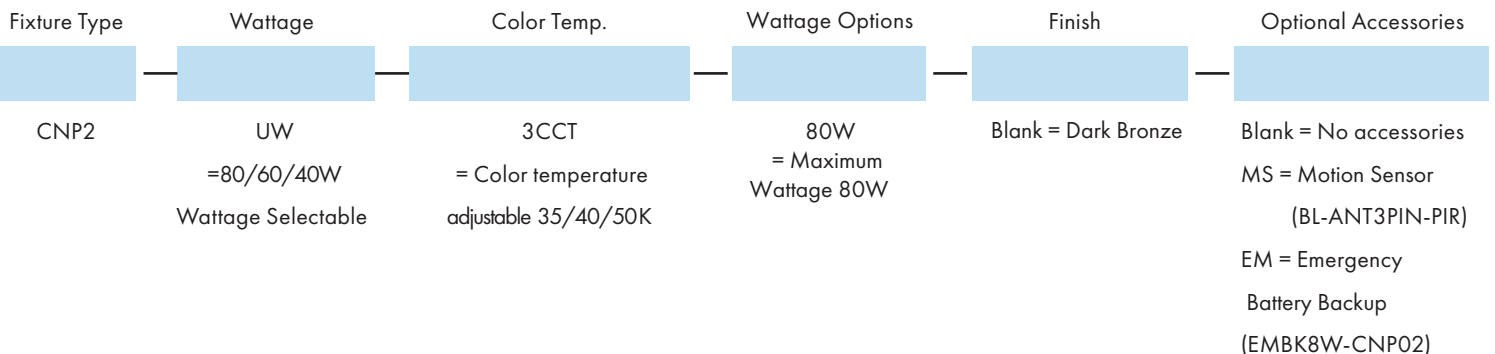 Fixture Type
Wattage
Color Temp.
Wattage Options
Finish
Optional Accessories
CNP2
UW
=80/60/40W
Wattage Selectable
3CCT
= Color temperature
adjustable 35/40/50K
80W
= Maximum
Wattage 80W
Blank = Dark Bronze
Blank = No accessories
MS = Motion Sensor
(BL-ANT3PIN-PIR)
EM = Emergency
Battery Backup
(EMBK8W-CNP02)